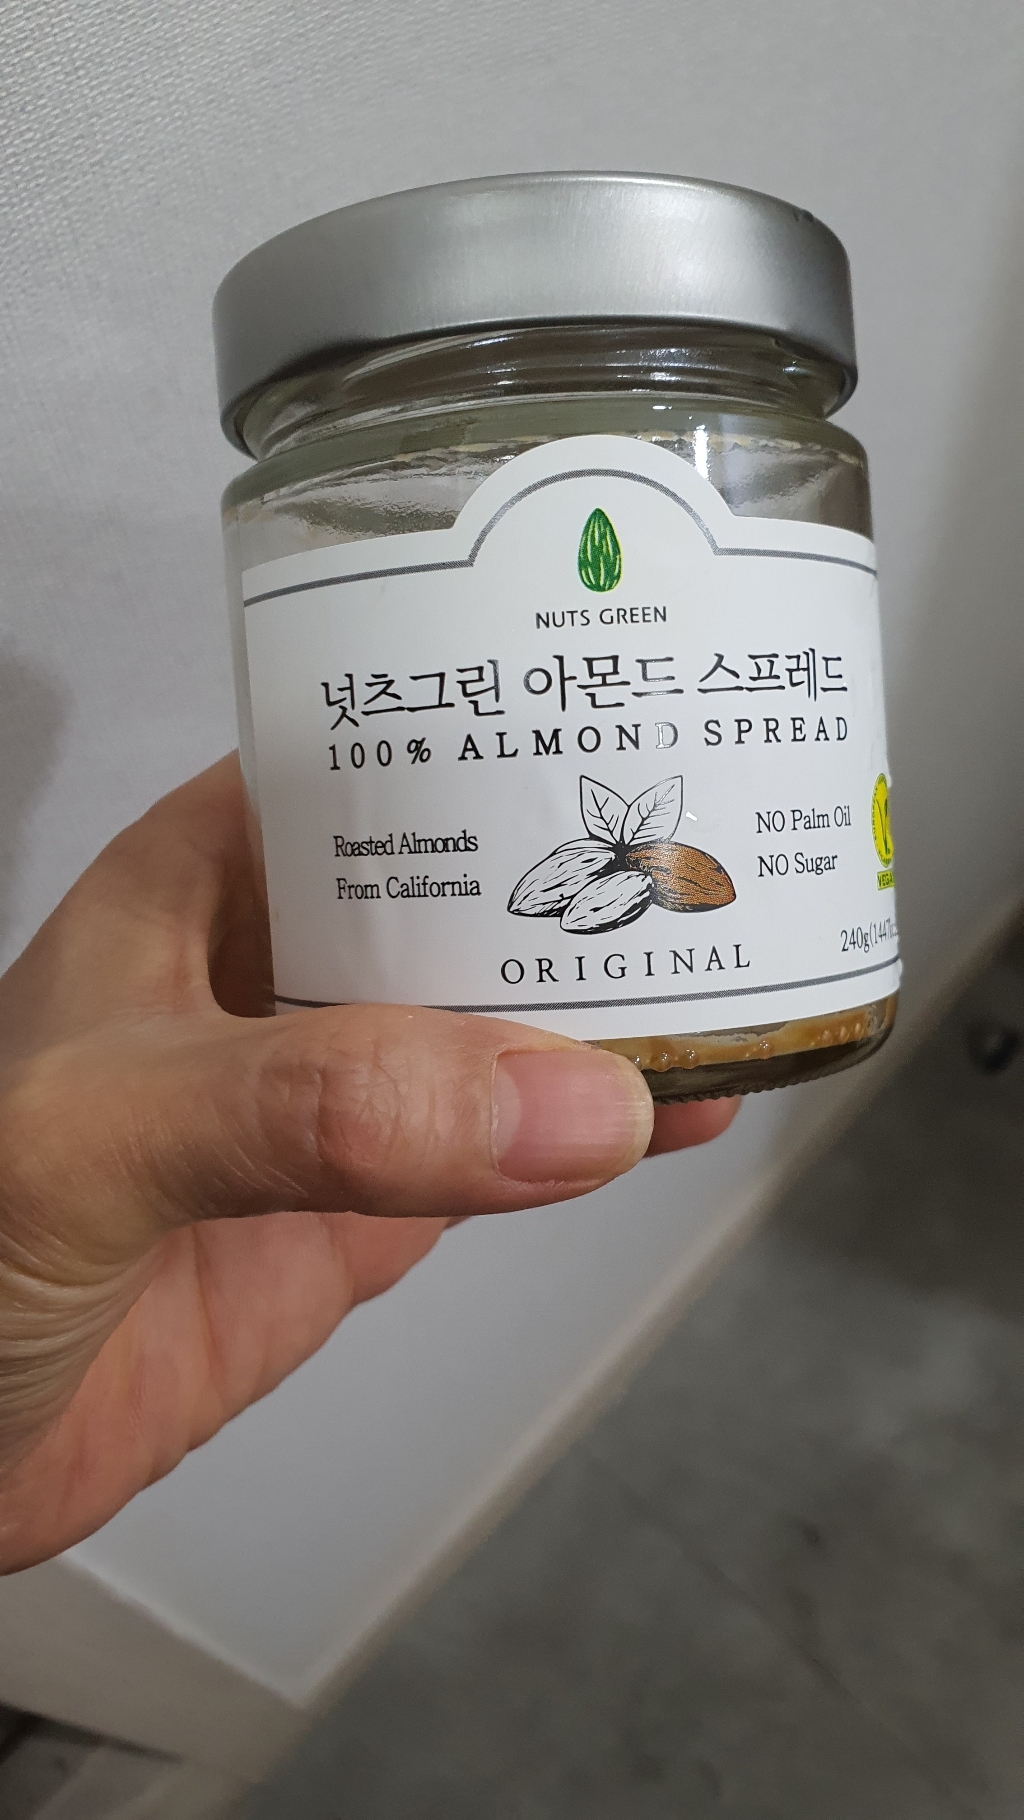 NUTS GREEN
넛츠그린 아몬드 스프레드
100% ALMOND SPREAD
Roasted Almonds
From California
NO Palm Oil
NO Sugar
ORIGINAL
240g